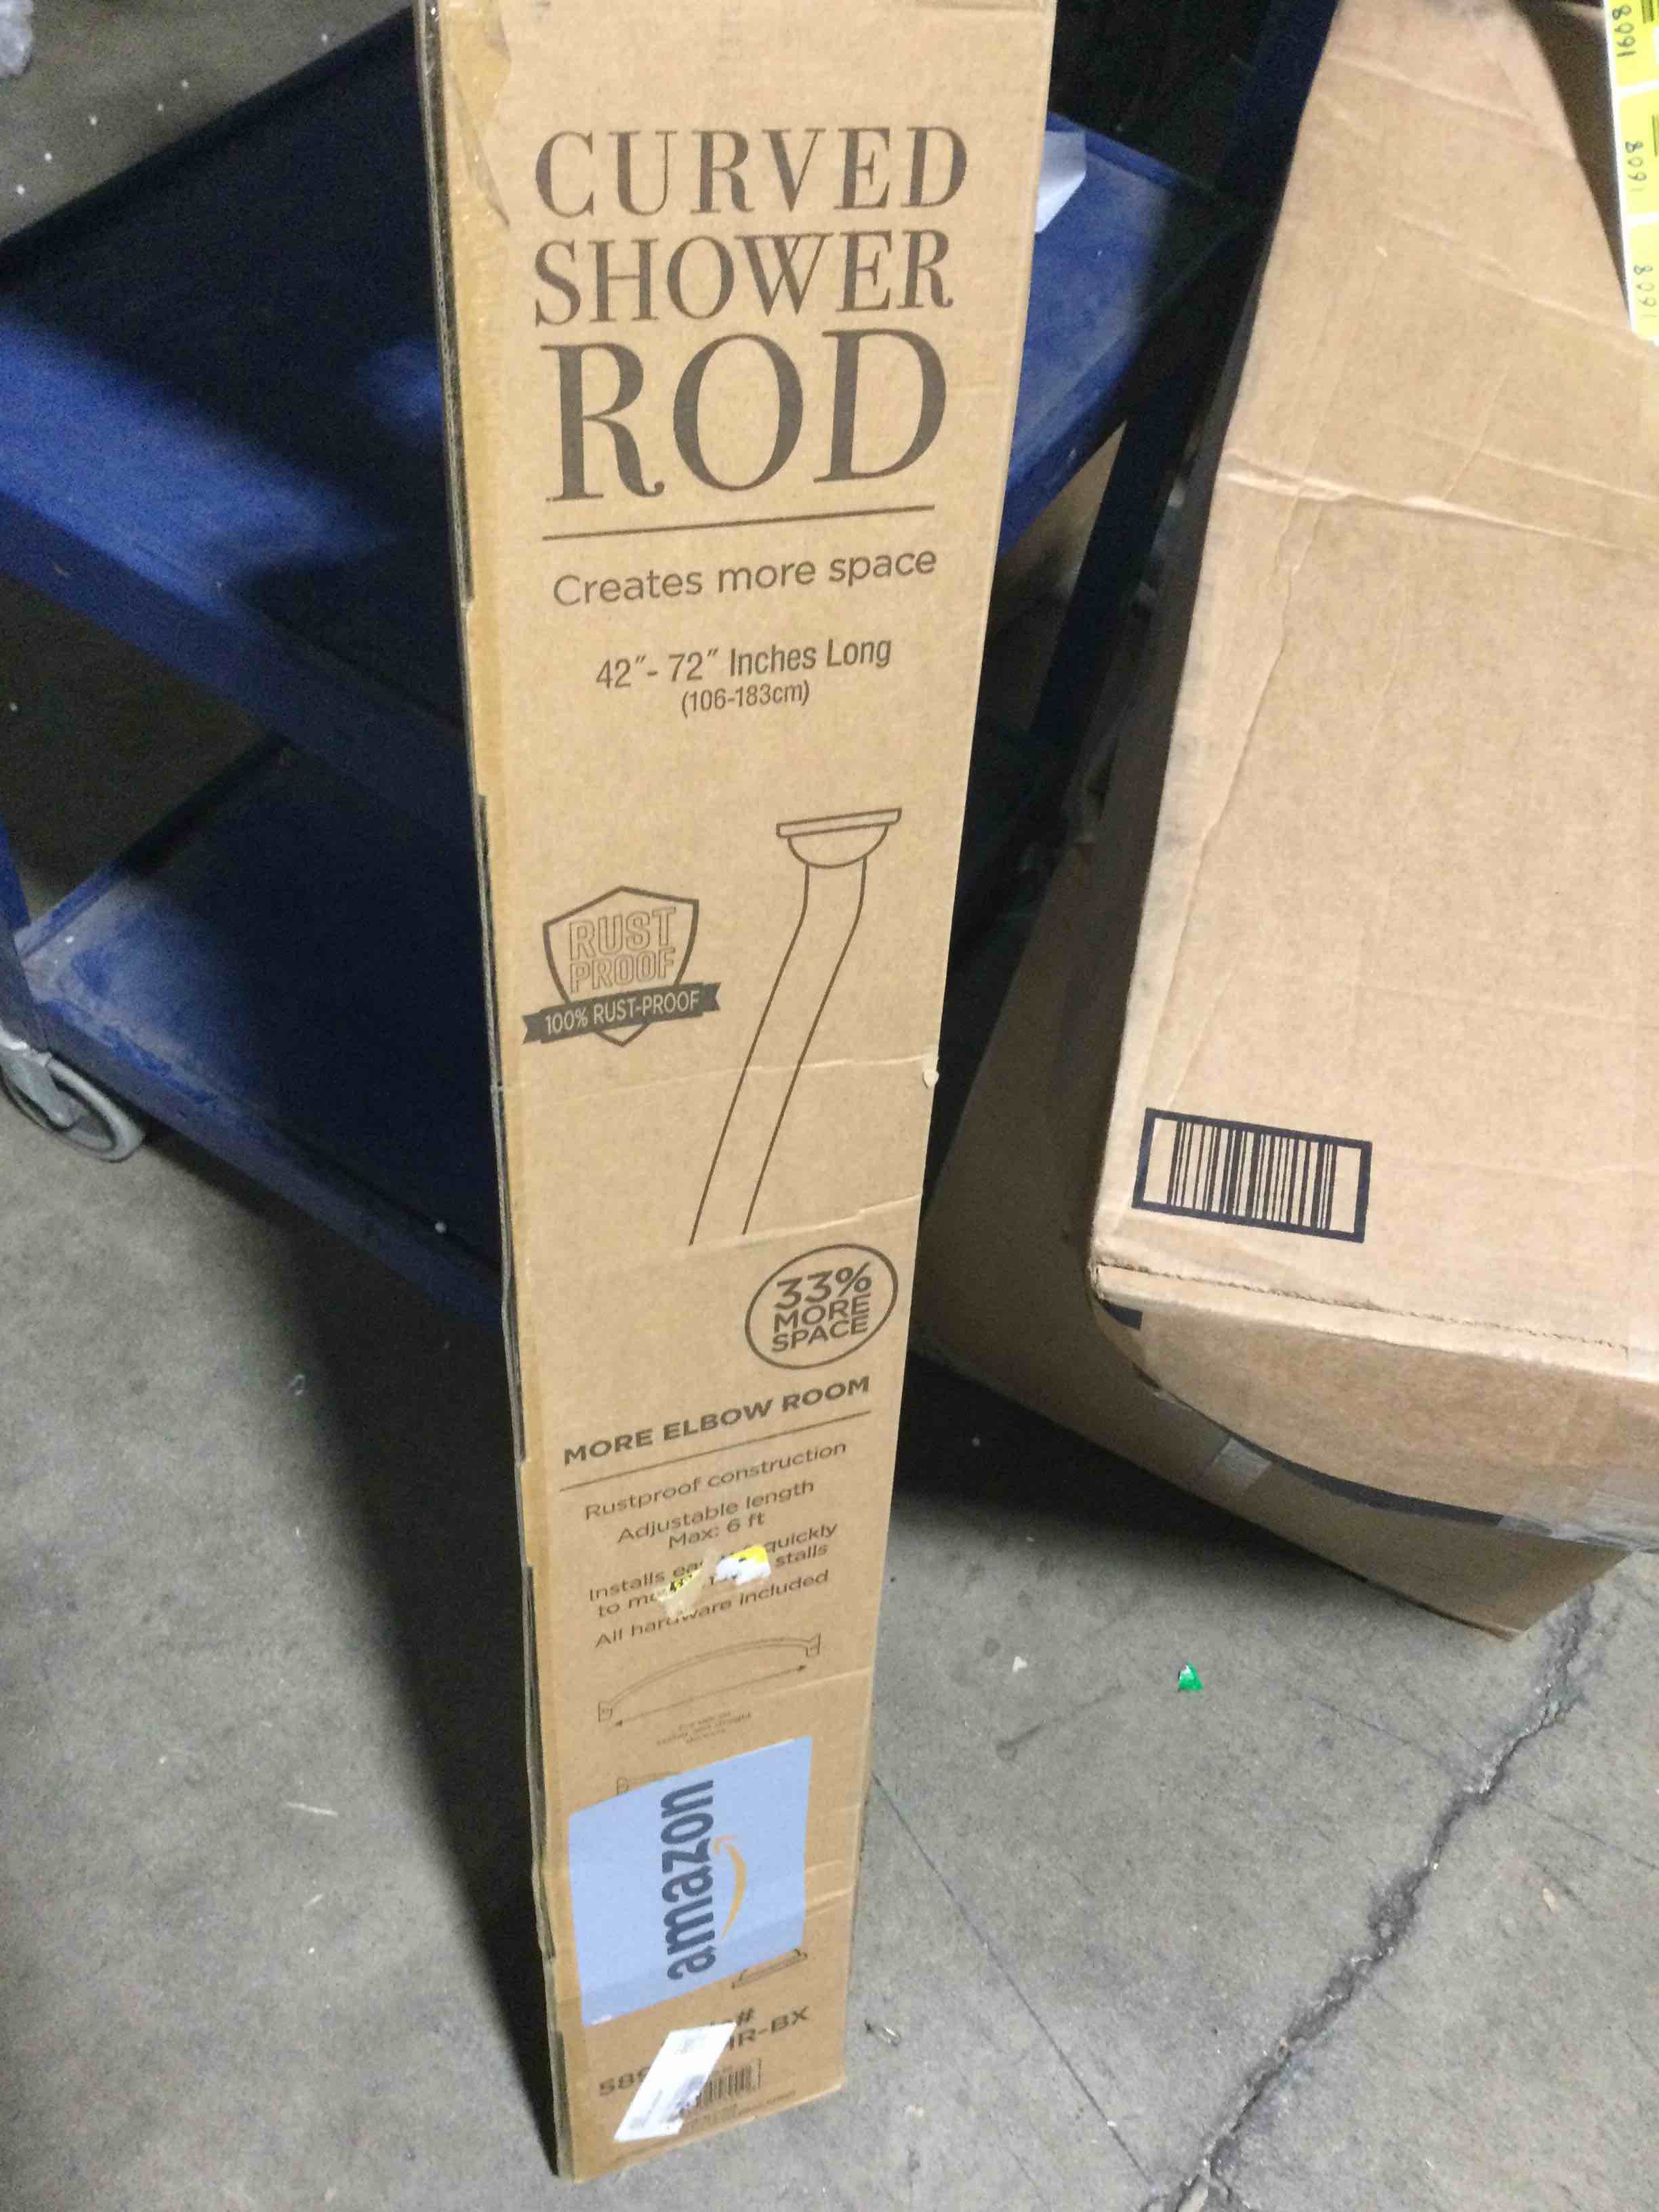 CURVED
SHOWER
ROD
Creates more space
42"- 72" Inches Long
(106-183cm)
RUST
PROOF
100% RUST-PROOF
33%
MORE
SPACE
MORE ELBOW ROOM
Rustproof construction
Adjustable length
Max: 6 ft
Installs quickly
to stalls
All hardware included
amazon
1608
1608
1608